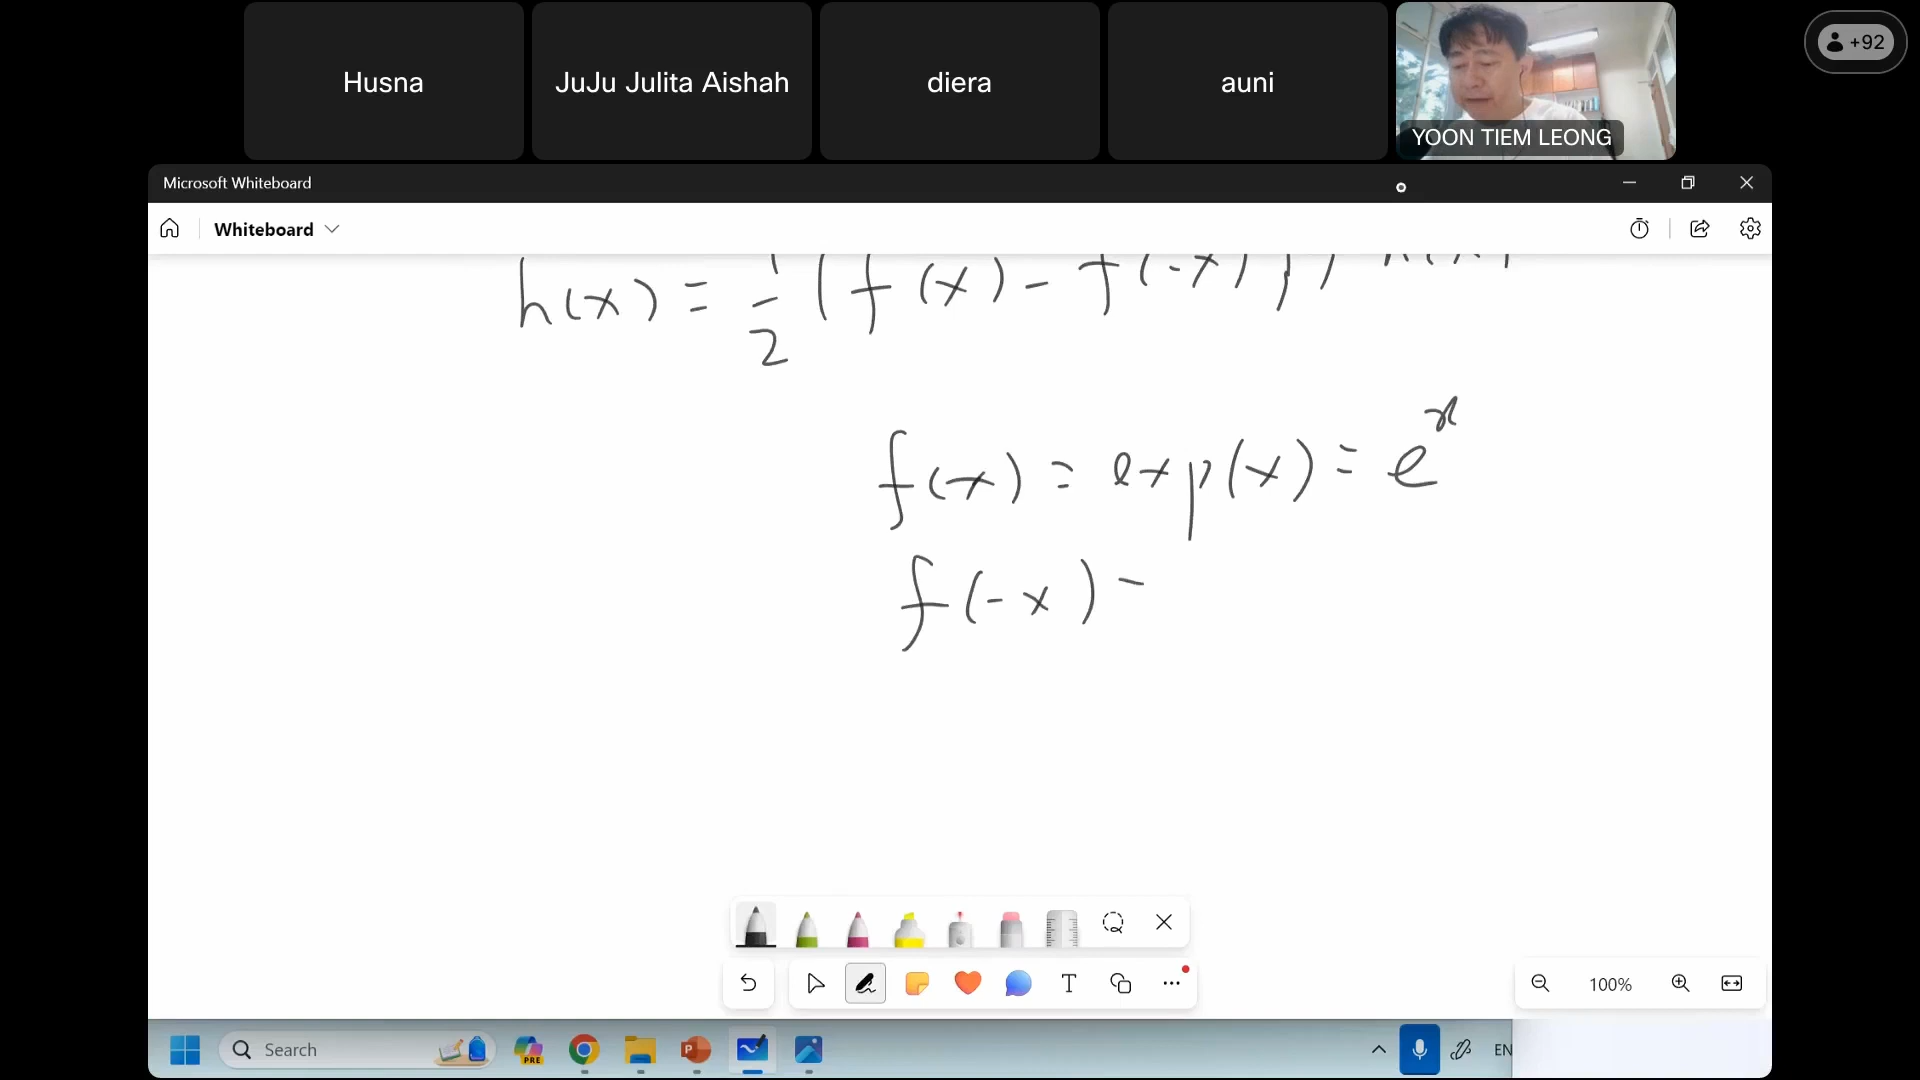 Husna
JuJu Julita Aishah
diera
auni
YOON TIEM LEONG
+92
Microsoft Whiteboard
Whiteboard
h(x) = 1/2 (f(x) - f(-x))
f(x) = exp(x) = e^x
f(-x) -
100%
Search
PRE
P
T
EN